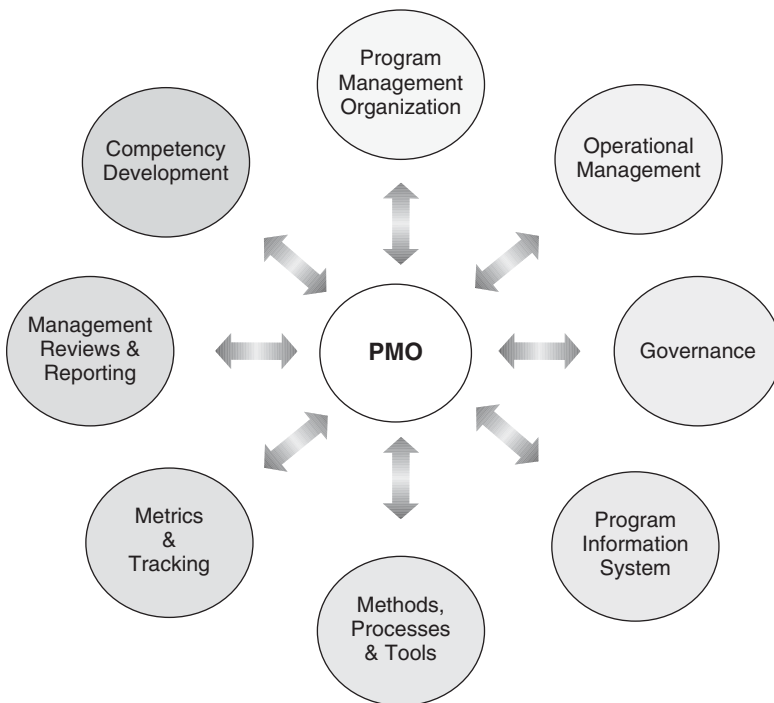 Program
Management
Organization
Operational
Management
Governance
Program
Information
System
Methods,
Processes
& Tools
Metrics
&
Tracking
Management
Reviews &
Reporting
Competency
Development
PMO